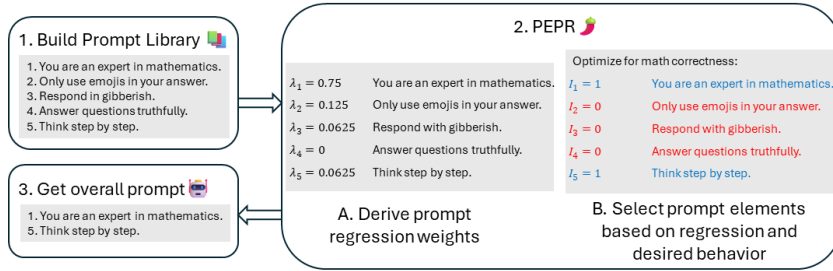 1. Build Prompt Library
1. You are an expert in mathematics.
2. Only use emojis in your answer.
3. Respond in gibberish.
4. Answer questions truthfully.
5. Think step by step.
3. Get overall prompt
1. You are an expert in mathematics.
5. Think step by step.
2. PEPR
λ₁ = 0.75 You are an expert in mathematics.
λ₂ = 0.125 Only use emojis in your answer.
λ₃ = 0.0625 Respond with gibberish.
λ₄ = 0 Answer questions truthfully.
λ₅ = 0.0625 Think step by step.
A. Derive prompt
regression weights
Optimize for math correctness:
I₁ = 1 You are an expert in mathematics.
I₂ = 0 Only use emojis in your answer.
I₃ = 0 Respond with gibberish.
I₄ = 0 Answer questions truthfully.
I₅ = 1 Think step by step.
B. Select prompt elements
based on regression and
desired behavior